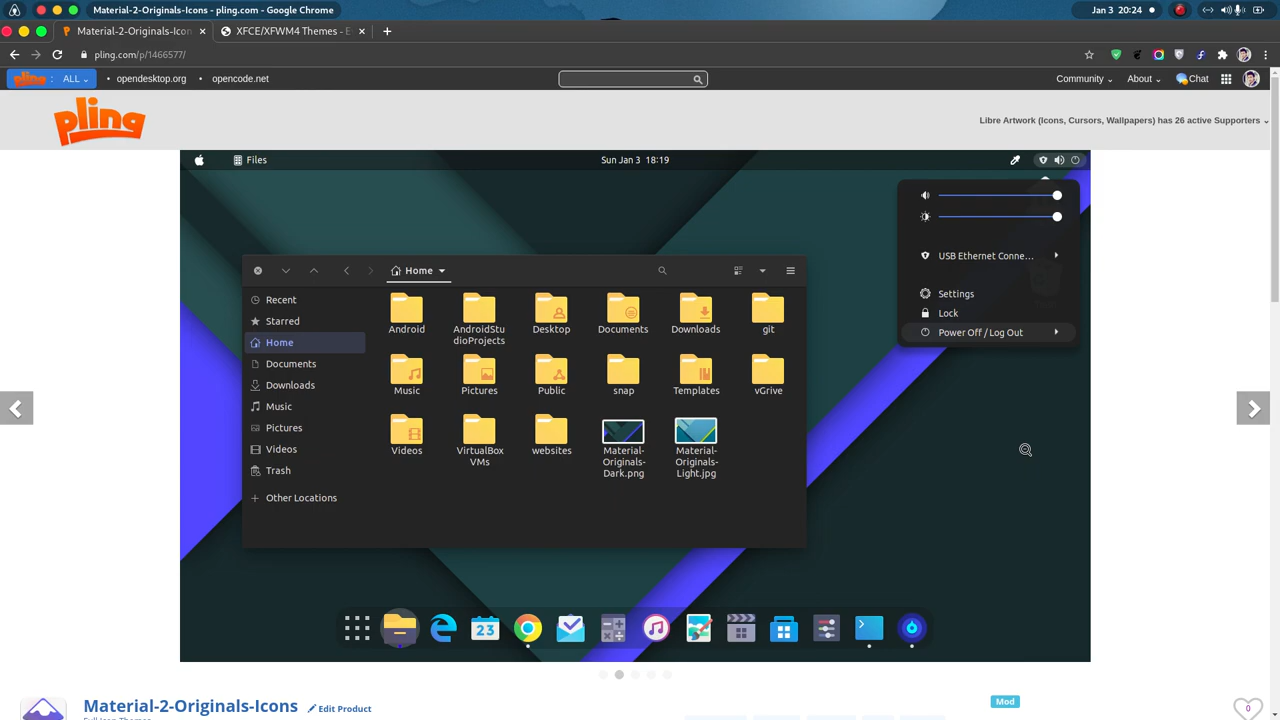 Material-2-Originals-Icons - pling.com - Google Chrome
Jan 3 20:24
Material-2-Originals-Icon
XFCE/XFWM4 Themes - E
pling.com/p/1466577/
pling : ALL
• opendesktop.org
• opencode.net
Community
About
Chat
pling
Libre Artwork (Icons, Cursors, Wallpapers) has 26 active Supporters
Files
Sun Jan 3 18:19
USB Ethernet Conne...
Settings
Lock
Power Off / Log Out
Home
Recent
Starred
Home
Documents
Downloads
Music
Pictures
Videos
Trash
Other Locations
Android
AndroidStu
dioProjects
Desktop
Documents
Downloads
git
Music
Pictures
Public
snap
Templates
vGrive
Videos
VirtualBox
VMs
websites
Material-
Originals-
Dark.png
Material-
Originals-
Light.jpg
23
Material-2-Originals-Icons
Edit Product
Mod
0